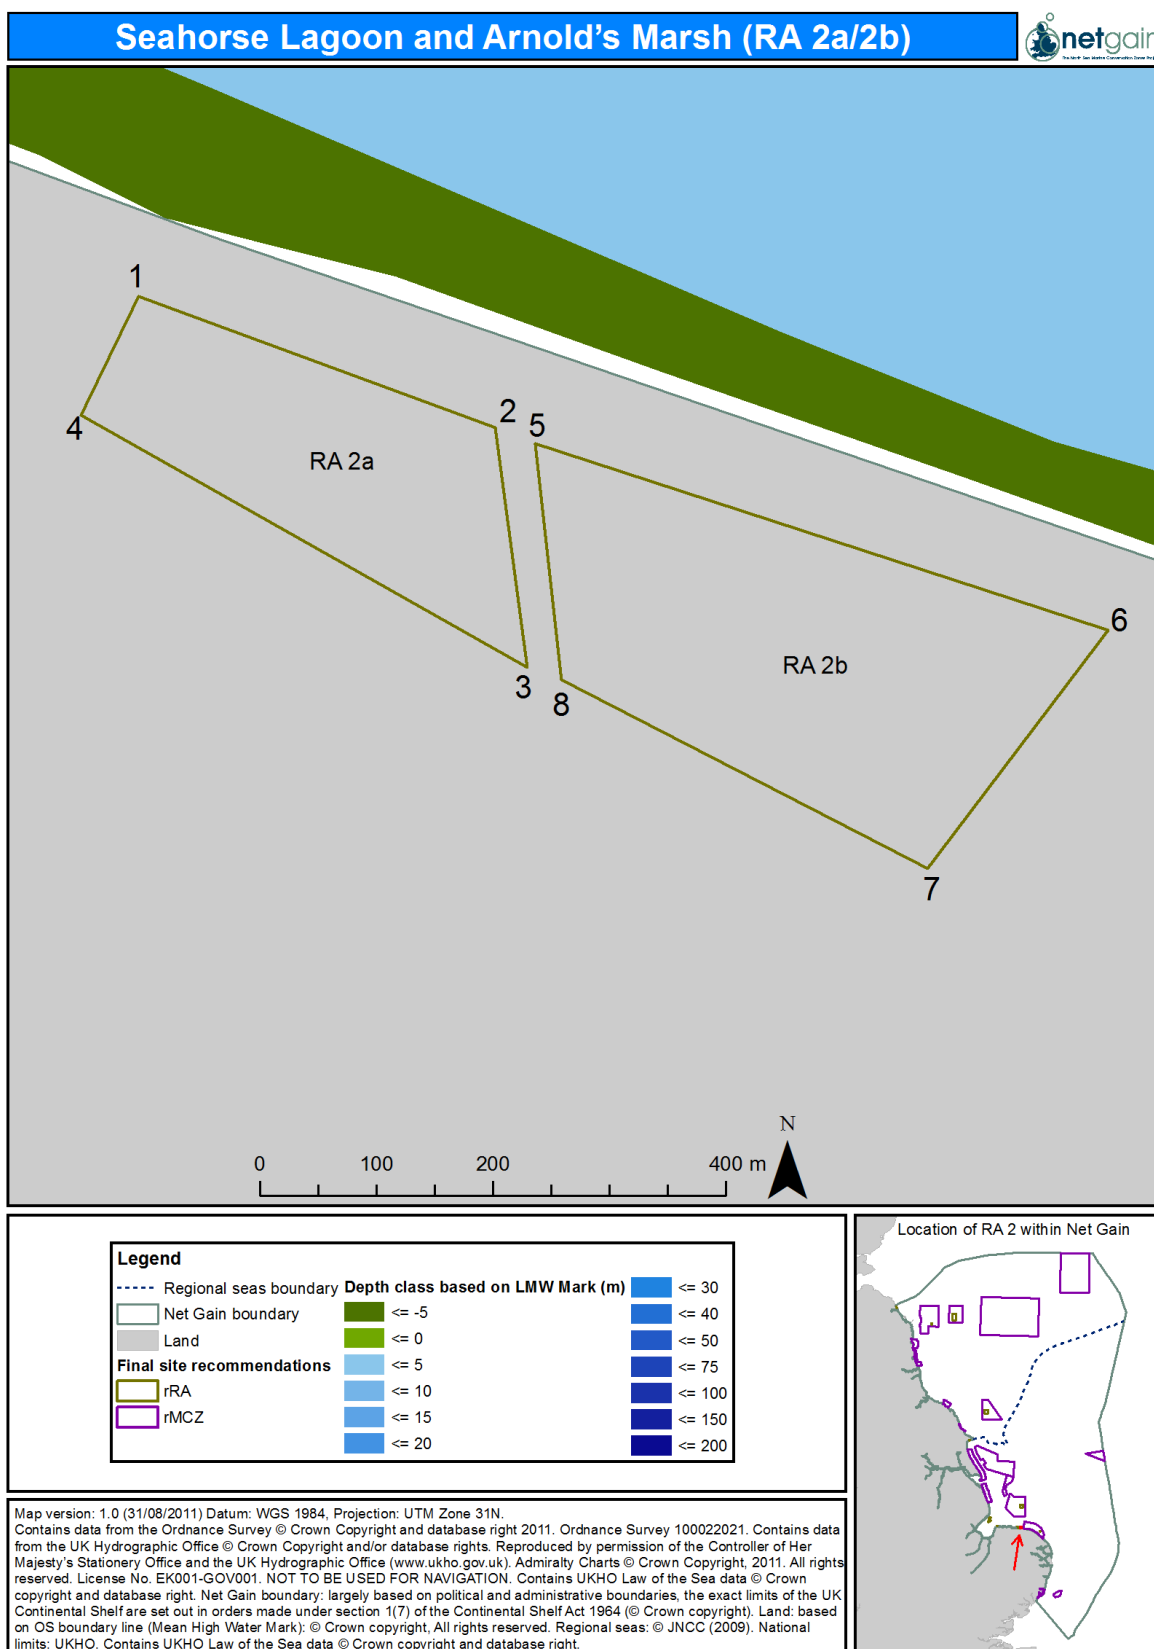 Seahorse Lagoon and Arnold's Marsh (RA 2a/2b)
netgain
1
2
5
4
RA 2a
6
RA 2b
3
8
7
N
0 100 200 400 m
Legend
Regional seas boundary
Net Gain boundary
Land
Final site recommendations
rRA
rMCZ
Depth class based on LMW Mark (m)
<= -5
<= 0
<= 5
<= 10
<= 15
<= 20
<= 30
<= 40
<= 50
<= 75
<= 100
<= 150
<= 200
Location of RA 2 within Net Gain
Map version: 1.0 (31/08/2011) Datum: WGS 1984, Projection: UTM Zone 31N.
Contains data from the Ordnance Survey © Crown Copyright and database right 2011. Ordnance Survey 100022021. Contains data
from the UK Hydrographic Office © Crown Copyright and/or database rights. Reproduced by permission of the Controller of Her
Majesty's Stationery Office and the UK Hydrographic Office (www.ukho.gov.uk). Admiralty Charts © Crown Copyright, 2011. All rights
reserved. License No. EK001-GOV001. NOT TO BE USED FOR NAVIGATION. Contains UKHO Law of the Sea data © Crown
copyright and database right. Net Gain boundary: largely based on political and administrative boundaries, the exact limits of the UK
Continental Shelf are set out in orders made under section 1(7) of the Continental Shelf Act 1964 (© Crown copyright). Land: based
on OS boundary line (Mean High Water Mark): © Crown copyright, All rights reserved. Regional seas: © JNCC (2009). National
limits: UKHO. Contains UKHO Law of the Sea data © Crown copyright and database right.